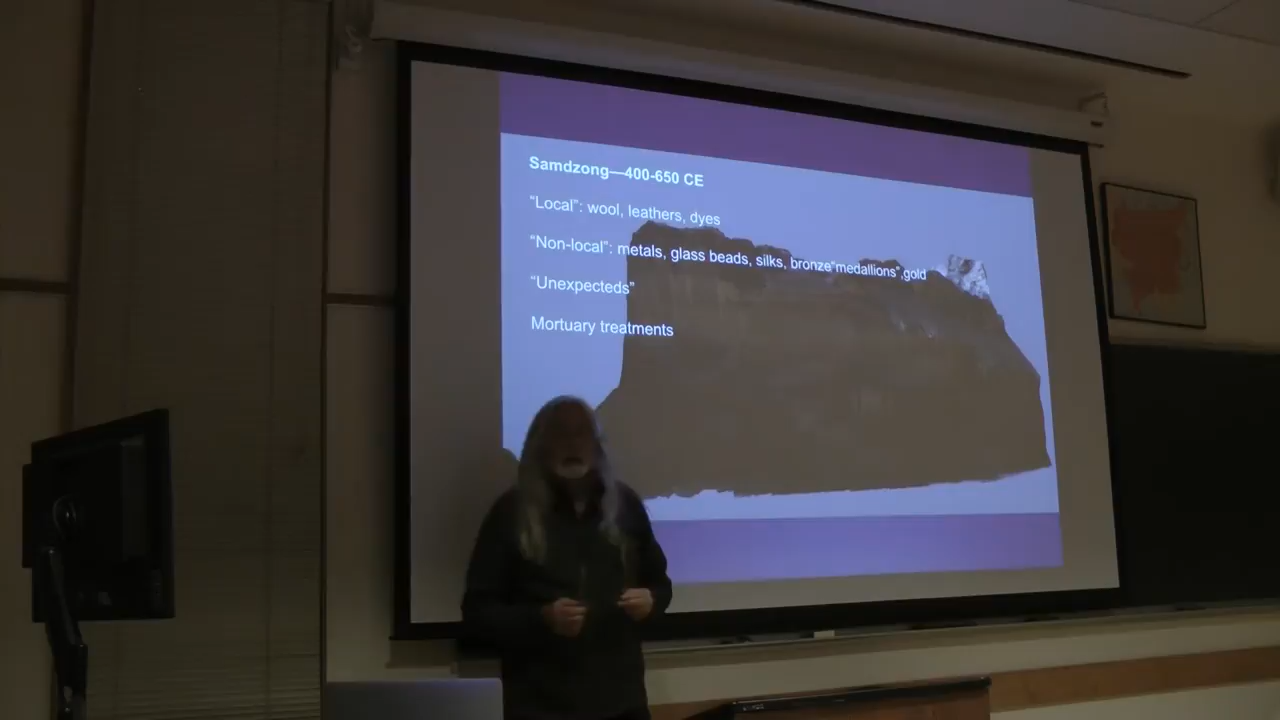 Samdzong—400-650 CE
"Local": wool, leathers, dyes
"Non-local": metals, glass beads, silks, bronze"medallions",gold
"Unexpecteds"
Mortuary treatments